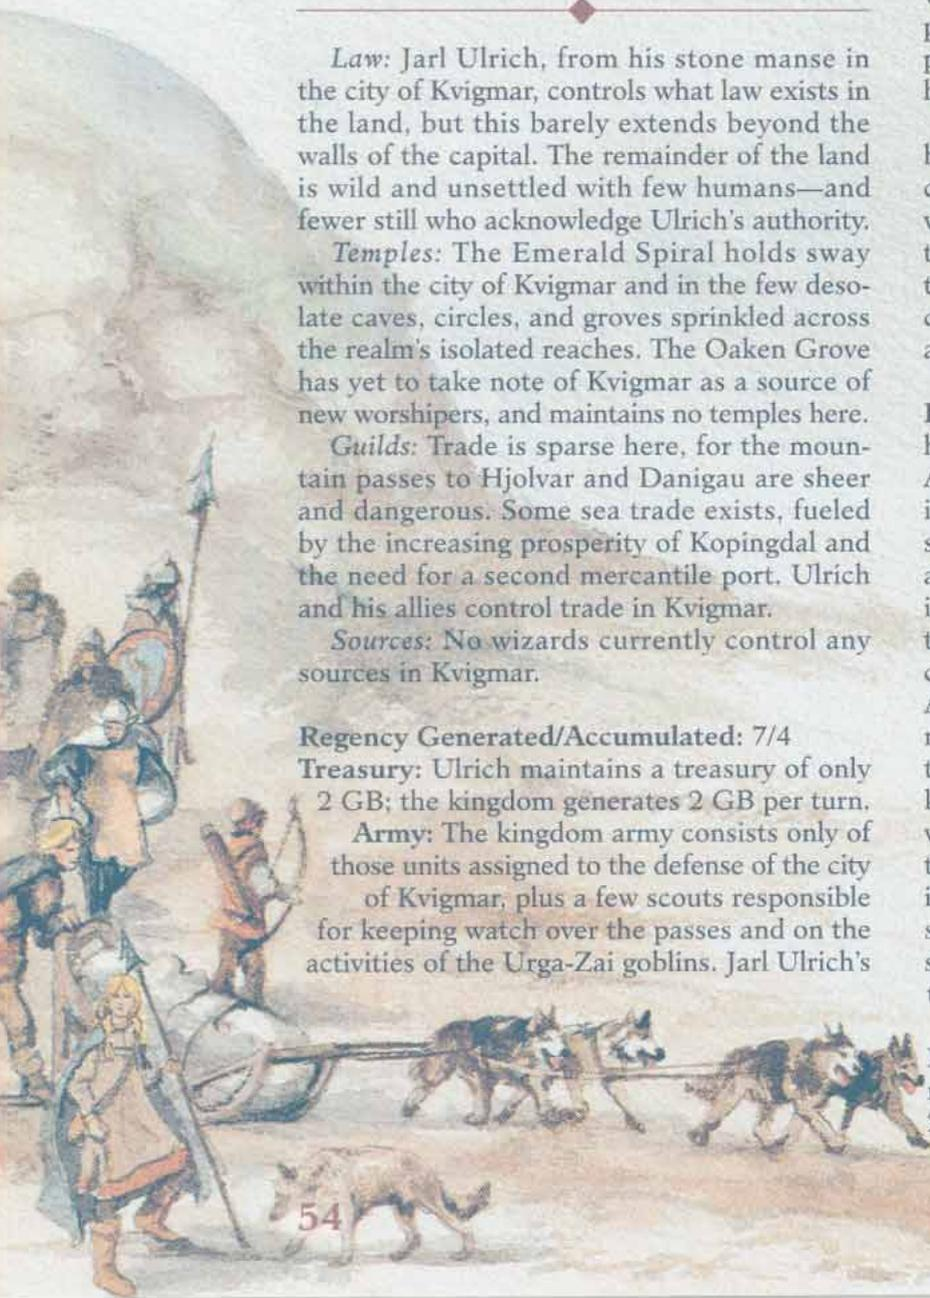 Law: Jarl Ulrich, from his stone manse in
the city of Kvigmar, controls what law exists in
the land, but this barely extends beyond the
walls of the capital. The remainder of the land
is wild and unsettled with few humans—and
fewer still who acknowledge Ulrich's authority.
Temples: The Emerald Spiral holds sway
within the city of Kvigmar and in the few deso-
late caves, circles, and groves sprinkled across
the realm's isolated reaches. The Oaken Grove
has yet to take note of Kvigmar as a source of
new worshipers, and maintains no temples here.
Guilds: Trade is sparse here, for the moun-
tain passes to Hjolvar and Danigau are sheer
and dangerous. Some sea trade exists, fueled
by the increasing prosperity of Kopingdal and
the need for a second mercantile port. Ulrich
and his allies control trade in Kvigmar.
Sources: No wizards currently control any
sources in Kvigmar.
Regency Generated/Accumulated: 7/4
Treasury: Ulrich maintains a treasury of only
2 GB; the kingdom generates 2 GB per turn.
Army: The kingdom army consists only of
those units assigned to the defense of the city
of Kvigmar, plus a few scouts responsible
for keeping watch over the passes and on the
activities of the Urga-Zai goblins. Jarl Ulrich's
54